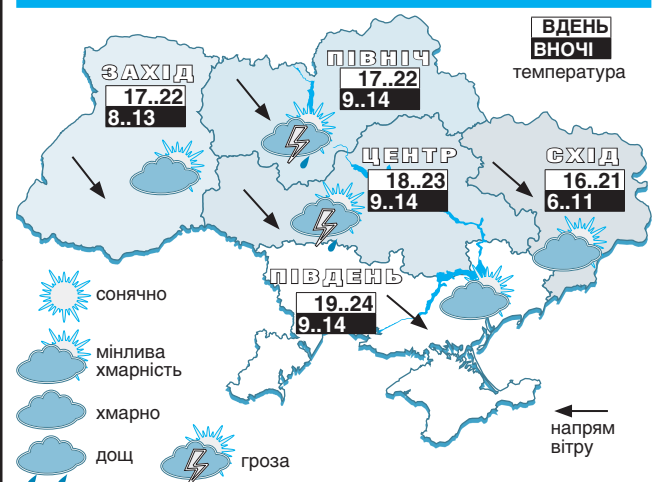 ВДЕНЬ
ВНОЧІ
температура
ПІВНІЧ
17..22
9..14
ЗАХІД
17..22
8..13
ЦЕНТР
18..23
9..14
СХІД
16..21
6..11
ПІВДЕНЬ
19..24
9..14
сонячно
мінлива
хмарність
хмарно
дощ
гроза
напрям
вітру